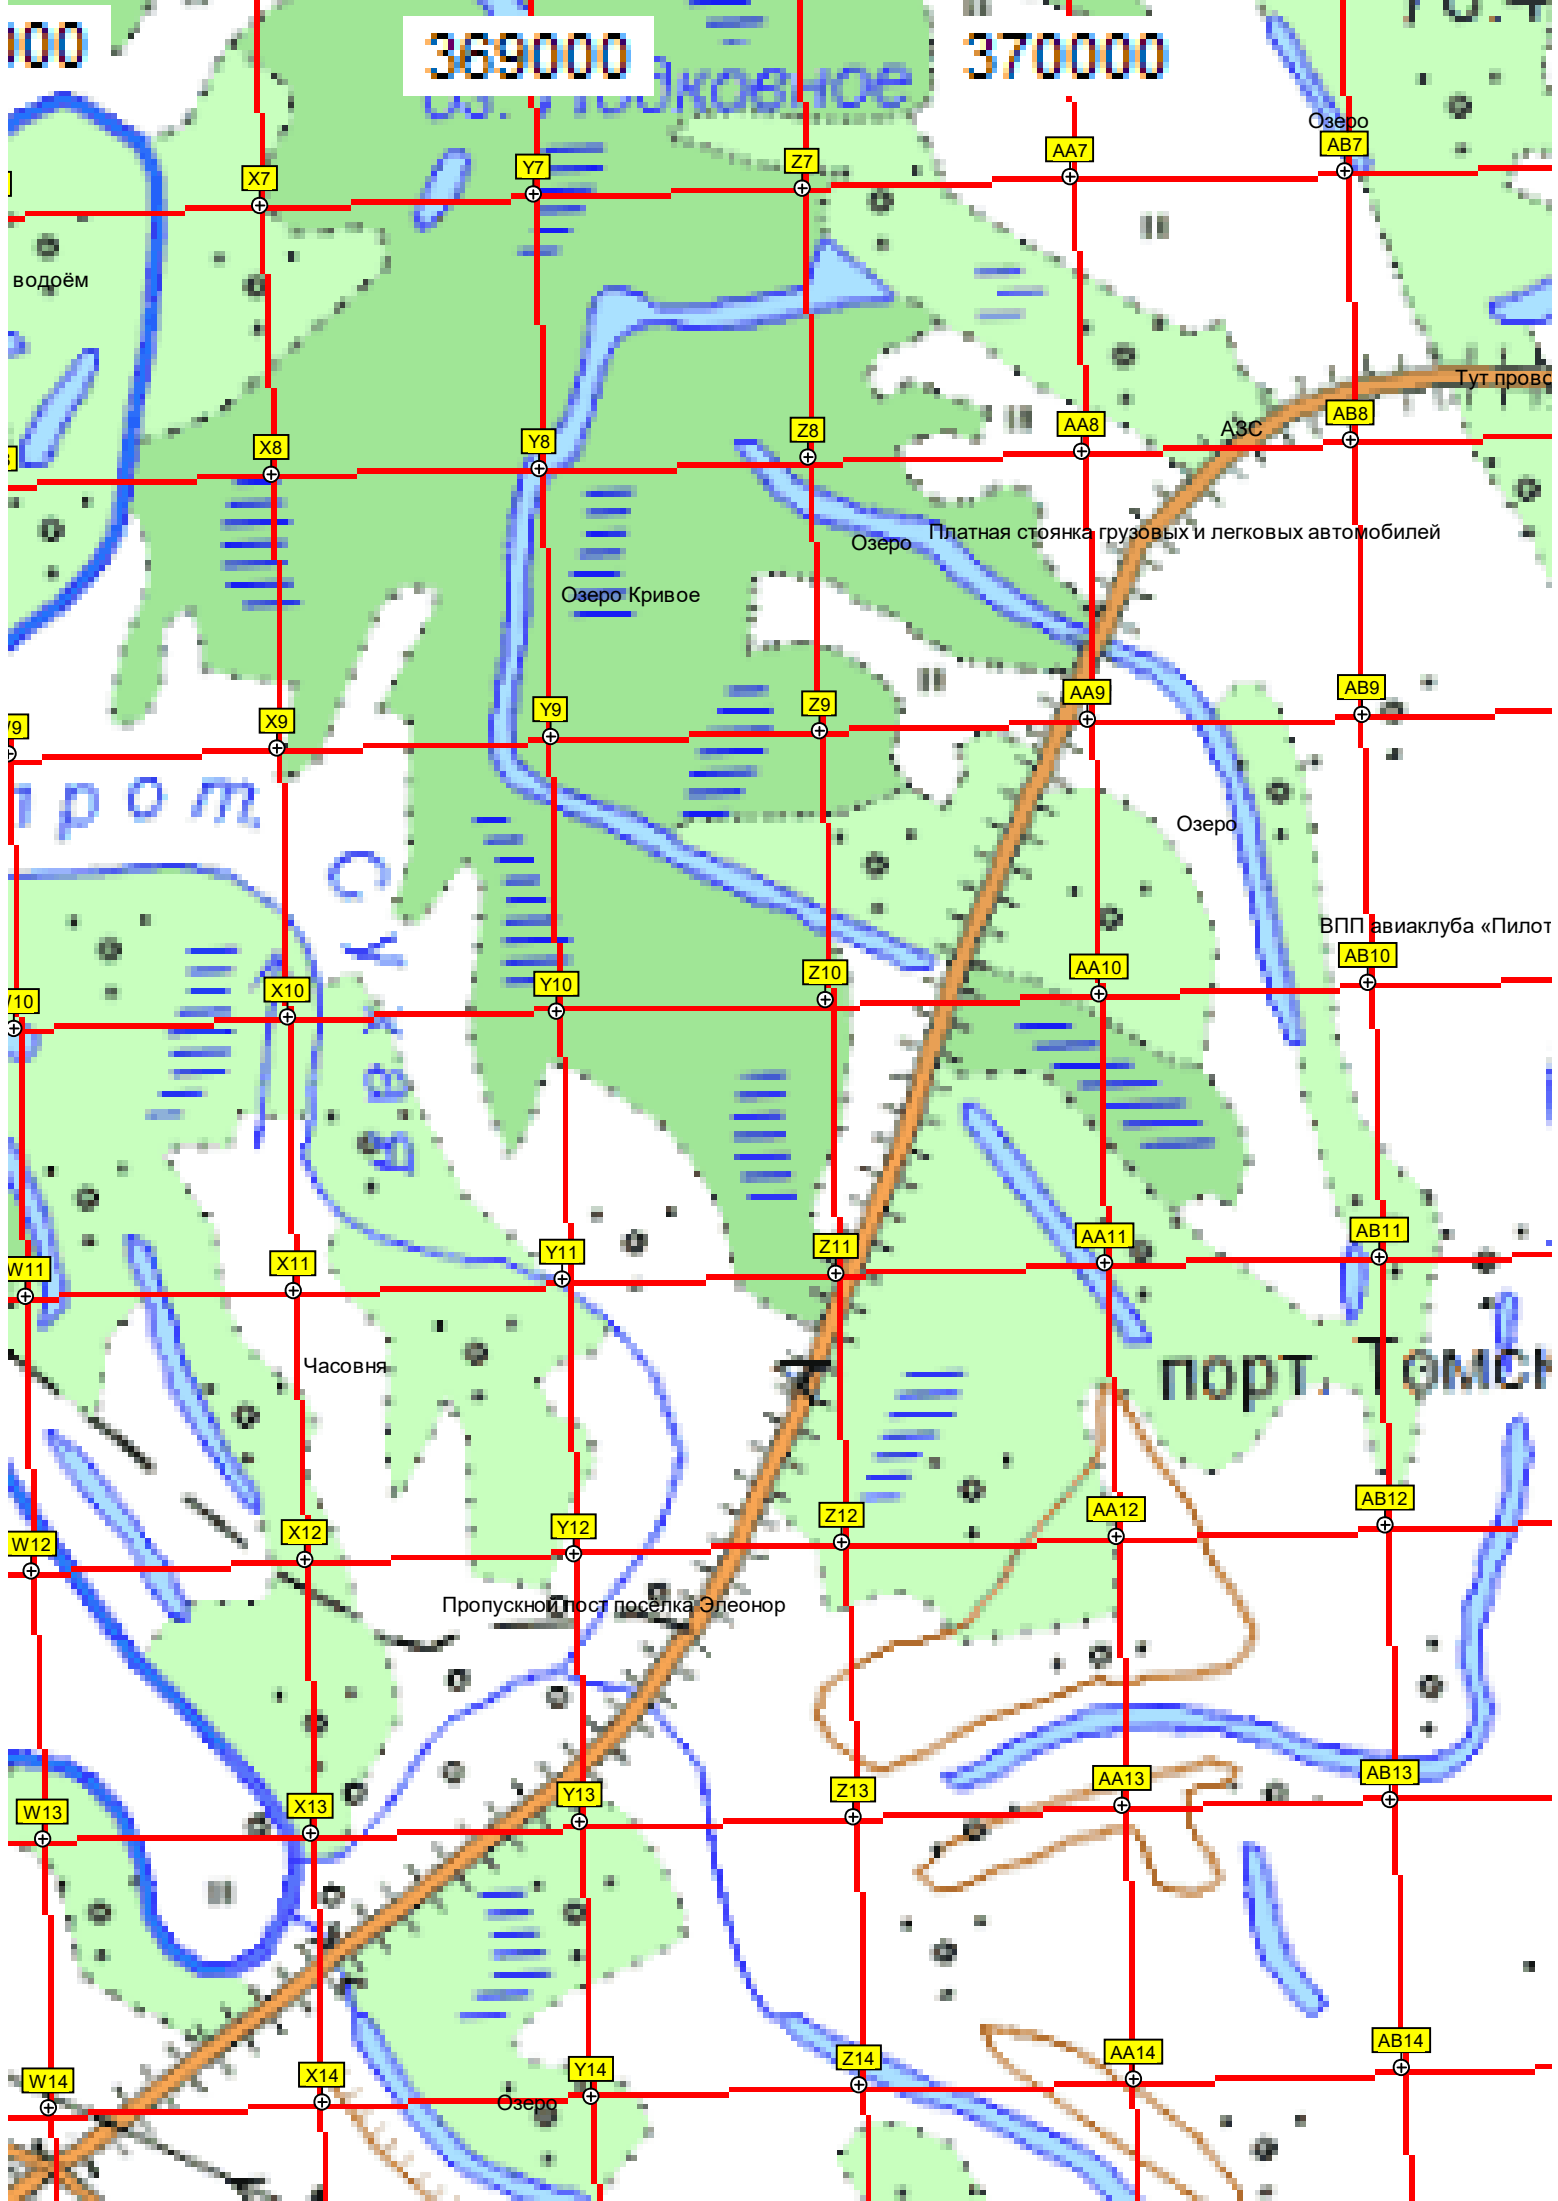 369000
370000
Озеро
X7
Y7
Z7
AA7
AB7
водоём
Тут
АЗС
X8
Y8
Z8
AA8
AB8
Озеро
Платная стоянка грузовых и легковых автомобилей
Озеро Кривое
X9
Y9
Z9
AA9
AB9
Озеро
Сухая
ВПП авиаклуба
X10
Y10
Z10
AA10
AB10
W11
X11
Y11
Z11
AA11
AB11
Часовня
порт.
W12
X12
Y12
Z12
AA12
AB12
Пропускной пост посёлка Элеонор
W13
X13
Y13
Z13
AA13
AB13
W14
X14
Y14
Z14
AA14
AB14
Озеро